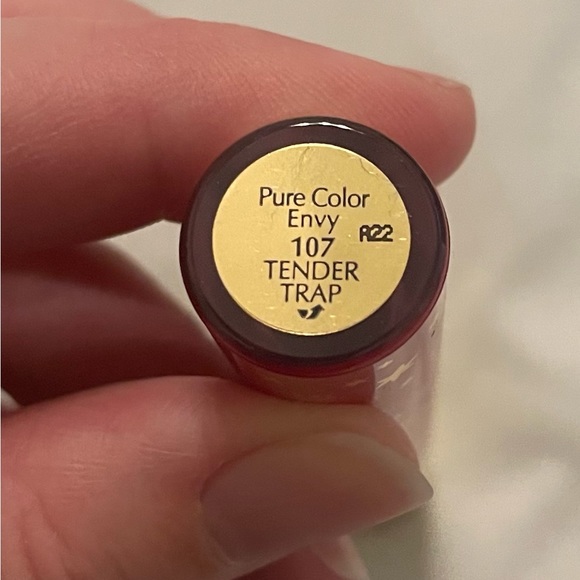 Pure Color
Envy
107
A22
TENDER
TRAP